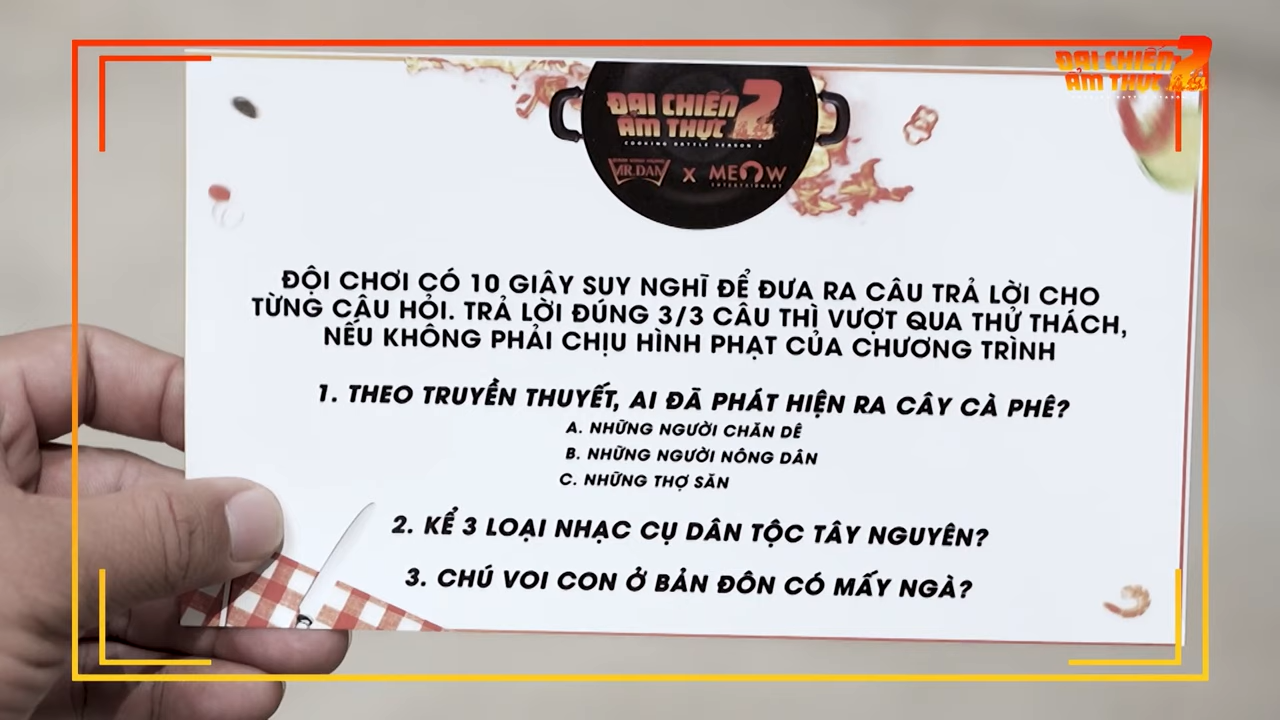 ĐẠI CHIẾN 2
ẨM THỰC
ĐẠI CHIẾN 2
ẨM THỰC
COOKING BATTLE SEASON 2
MR.DAN X MEOW
ENTERTAINMENT
ĐỘI CHƠI CÓ 10 GIÂY SUY NGHĨ ĐỂ ĐƯA RA CÂU TRẢ LỜI CHO
TỪNG CÂU HỎI. TRẢ LỜI ĐÚNG 3/3 CÂU THÌ VƯỢT QUA THỬ THÁCH,
NẾU KHÔNG PHẢI CHỊU HÌNH PHẠT CỦA CHƯƠNG TRÌNH
1. THEO TRUYỀN THUYẾT, AI ĐÃ PHÁT HIỆN RA CÂY CÀ PHÊ?
A. NHỮNG NGƯỜI CHĂN DÊ
B. NHỮNG NGƯỜI NÔNG DÂN
C. NHỮNG THỢ SĂN
2. KỂ 3 LOẠI NHẠC CỤ DÂN TỘC TÂY NGUYÊN?
3. CHÚ VOI CON Ở BẢN ĐÔN CÓ MẤY NGÀ?